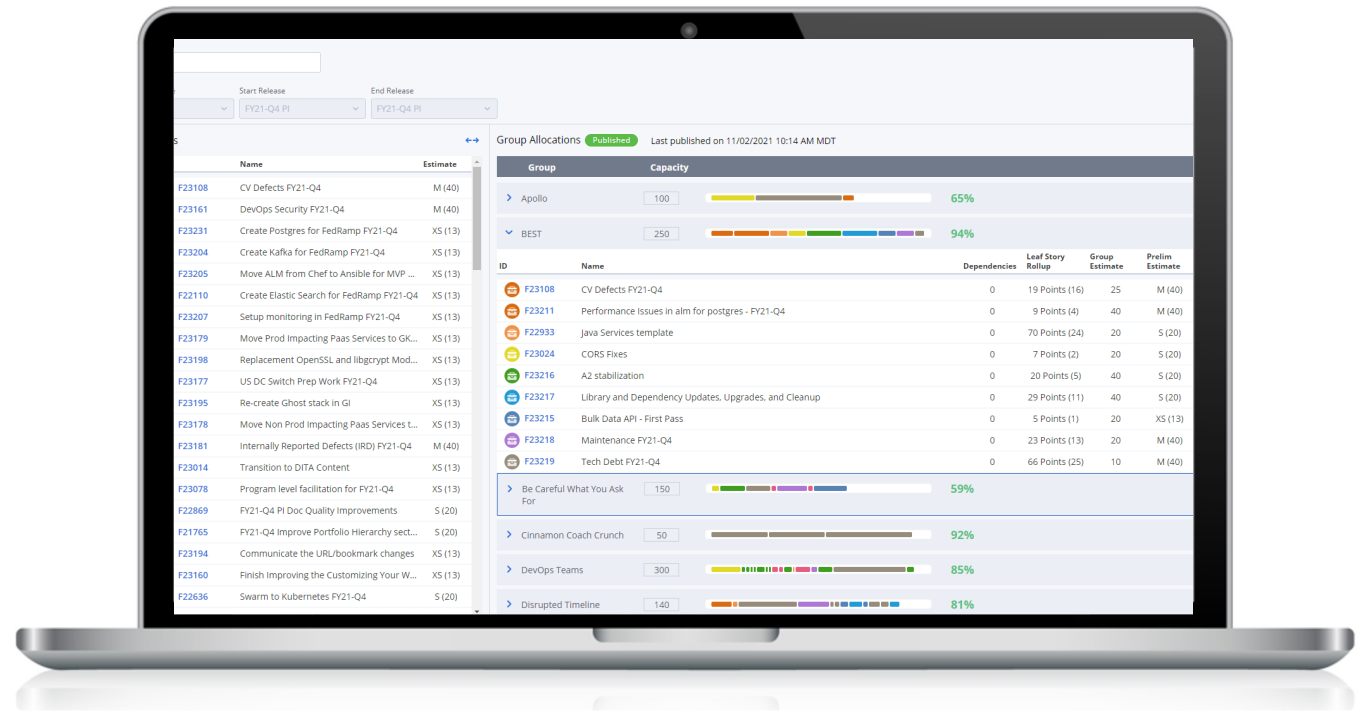 Start Release
End Release
FY21-Q4 PI
FY21-Q4 PI
s
Name
Estimate
F23108 CV Defects FY21-Q4 M (40)
F23161 DevOps Security FY21-Q4 M (40)
F23231 Create Postgres for FedRamp FY21-Q4 XS (13)
F23204 Create Kafka for FedRAMP FY21-Q4 XS (13)
F23205 Move ALM from Chef to Ansible for MVP ... XS (13)
F22110 Create Elastic Search for FedRamp FY21-Q4 XS (13)
F23207 Setup monitoring in FedRamp FY21-Q4 XS (13)
F23179 Move Prod Impacting Paas Services to GK... XS (13)
F23198 Replacement OpenSSL and libgcrypt Mod... XS (13)
F23177 US DC Switch Prep Work FY21-Q4 XS (13)
F23195 Re-create Ghost stack in GI XS (13)
F23178 Move Non Prod Impacting Paas Services t... XS (13)
F23181 Internally Reported Defects (IRD) FY21-Q4 M (40)
F23014 Transition to DITA Content XS (13)
F23078 Program level facilitation for FY21-Q4 XS (13)
F22869 FY21-Q4 PI Doc Quality Improvements S (20)
F21765 FY21-Q4 Improve Portfolio Hierarchy sect... S (20)
F23194 Communicate the URL/bookmark changes XS (13)
F23160 Finish Improving the Customizing Your W... XS (13)
F22636 Swarm to Kubernetes FY21-Q4 S (20)
Group Allocations Published Last published on 11/02/2021 10:14 AM MDT
Group Capacity
Apollo 100 65%
BEST 250 94%
ID Name Dependencies Leaf Story Rollup Group Estimate Prelim Estimate
F23108 CV Defects FY21-Q4 0 19 Points (16) 25 M (40)
F23211 Performance Issues in alm for postgres - FY21-Q4 0 9 Points (4) 40 M (40)
F22933 Java Services template 0 70 Points (24) 20 S (20)
F23024 CORS Fixes 0 7 Points (2) 20 S (20)
F23216 A2 stabilization 0 20 Points (5) 40 S (20)
F23217 Library and Dependency Updates, Upgrades, and Cleanup 0 29 Points (11) 40 S (20)
F23215 Bulk Data API - First Pass 0 5 Points (1) 20 XS (13)
F23218 Maintenance FY21-Q4 0 23 Points (13) 20 M (40)
F23219 Tech Debt FY21-Q4 0 66 Points (25) 10 M (40)
Be Careful What You Ask For 150 59%
Cinnamon Coach Crunch 50 92%
DevOps Teams 300 85%
Disrupted Timeline 140 81%